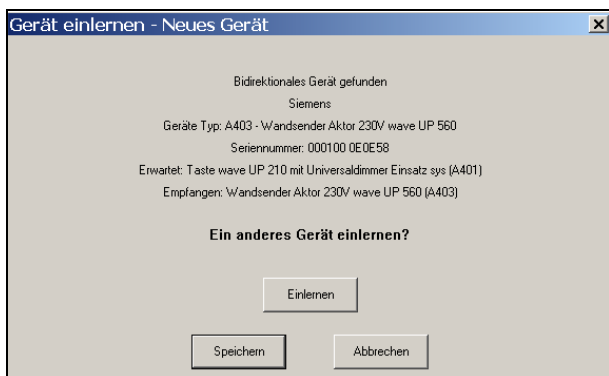 Gerät einlernen - Neues Gerät
Bidirektionales Gerät gefunden
Siemens
Geräte Typ: A403 - Wandsender Aktor 230V wave UP 560
Seriennummer: 000100 0E0E58
Erwartet: Taste wave UP 210 mit Universaldimmer Einsatz sys (A401)
Empfangen: Wandsender Aktor 230V wave UP 560 (A403)
Ein anderes Gerät einlernen?
Einlernen
Speichern Abbrechen